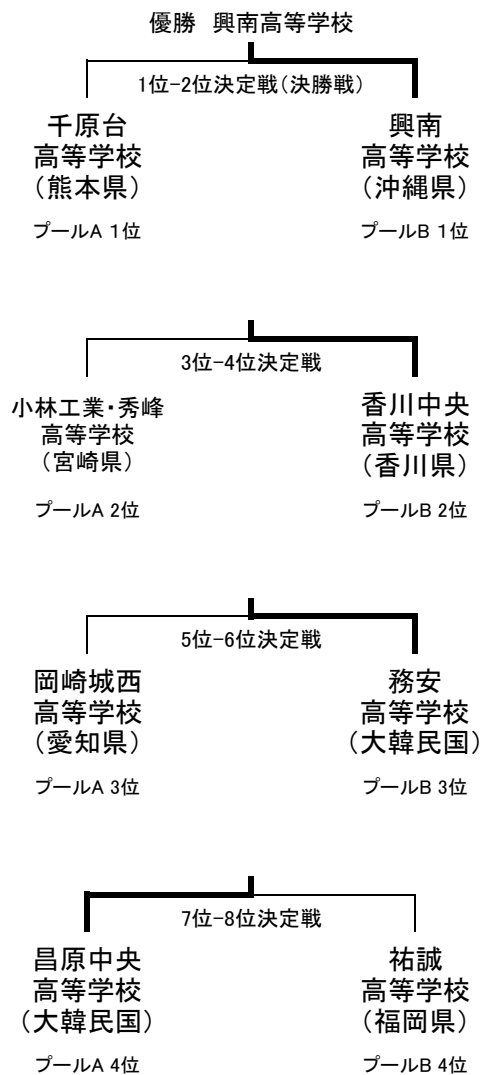 優勝 興南高等学校
1位-2位決定戦(決勝戦)
千原台
高等学校
(熊本県)
プールA 1位
興南
高等学校
(沖縄県)
プールB 1位
3位-4位決定戦
小林工業・秀峰
高等学校
(宮崎県)
プールA 2位
香川中央
高等学校
(香川県)
プールB 2位
5位-6位決定戦
岡崎城西
高等学校
(愛知県)
プールA 3位
務安
高等学校
(大韓民国)
プールB 3位
7位-8位決定戦
昌原中央
高等学校
(大韓民国)
プールA 4位
祐誠
高等学校
(福岡県)
プールB 4位